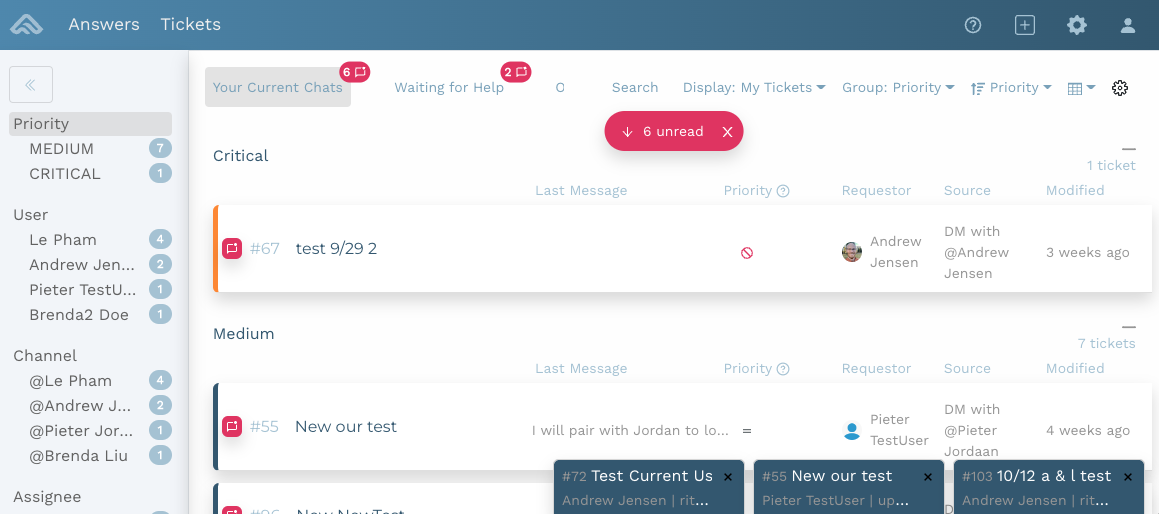 Answers Tickets
Your Current Chats 6 Waiting for Help 2 Search Display: My Tickets Group: Priority Priority
6 unread X
Priority
MEDIUM 7
CRITICAL 1
User
Le Pham 4
Andrew Jen... 2
Pieter TestU... 1
Brenda2 Doe 1
Channel
@Le Pham 4
@Andrew J... 2
@Pieter Jor... 1
@Brenda Liu 1
Assignee
Critical
1 ticket
Last Message Priority Requestor Source Modified
#67 test 9/29 2 Andrew Jensen DM with @Andrew Jensen 3 weeks ago
Medium
7 tickets
Last Message Priority Requestor Source Modified
#55 New our test I will pair with Jordan to lo... = Pieter TestUser DM with @Pieter Jordaan 4 weeks ago
#72 Test Current Us ×
Andrew Jensen | rit...
#55 New our test ×
Pieter TestUser | up...
#103 10/12 a & l test ×
Andrew Jensen | rit...